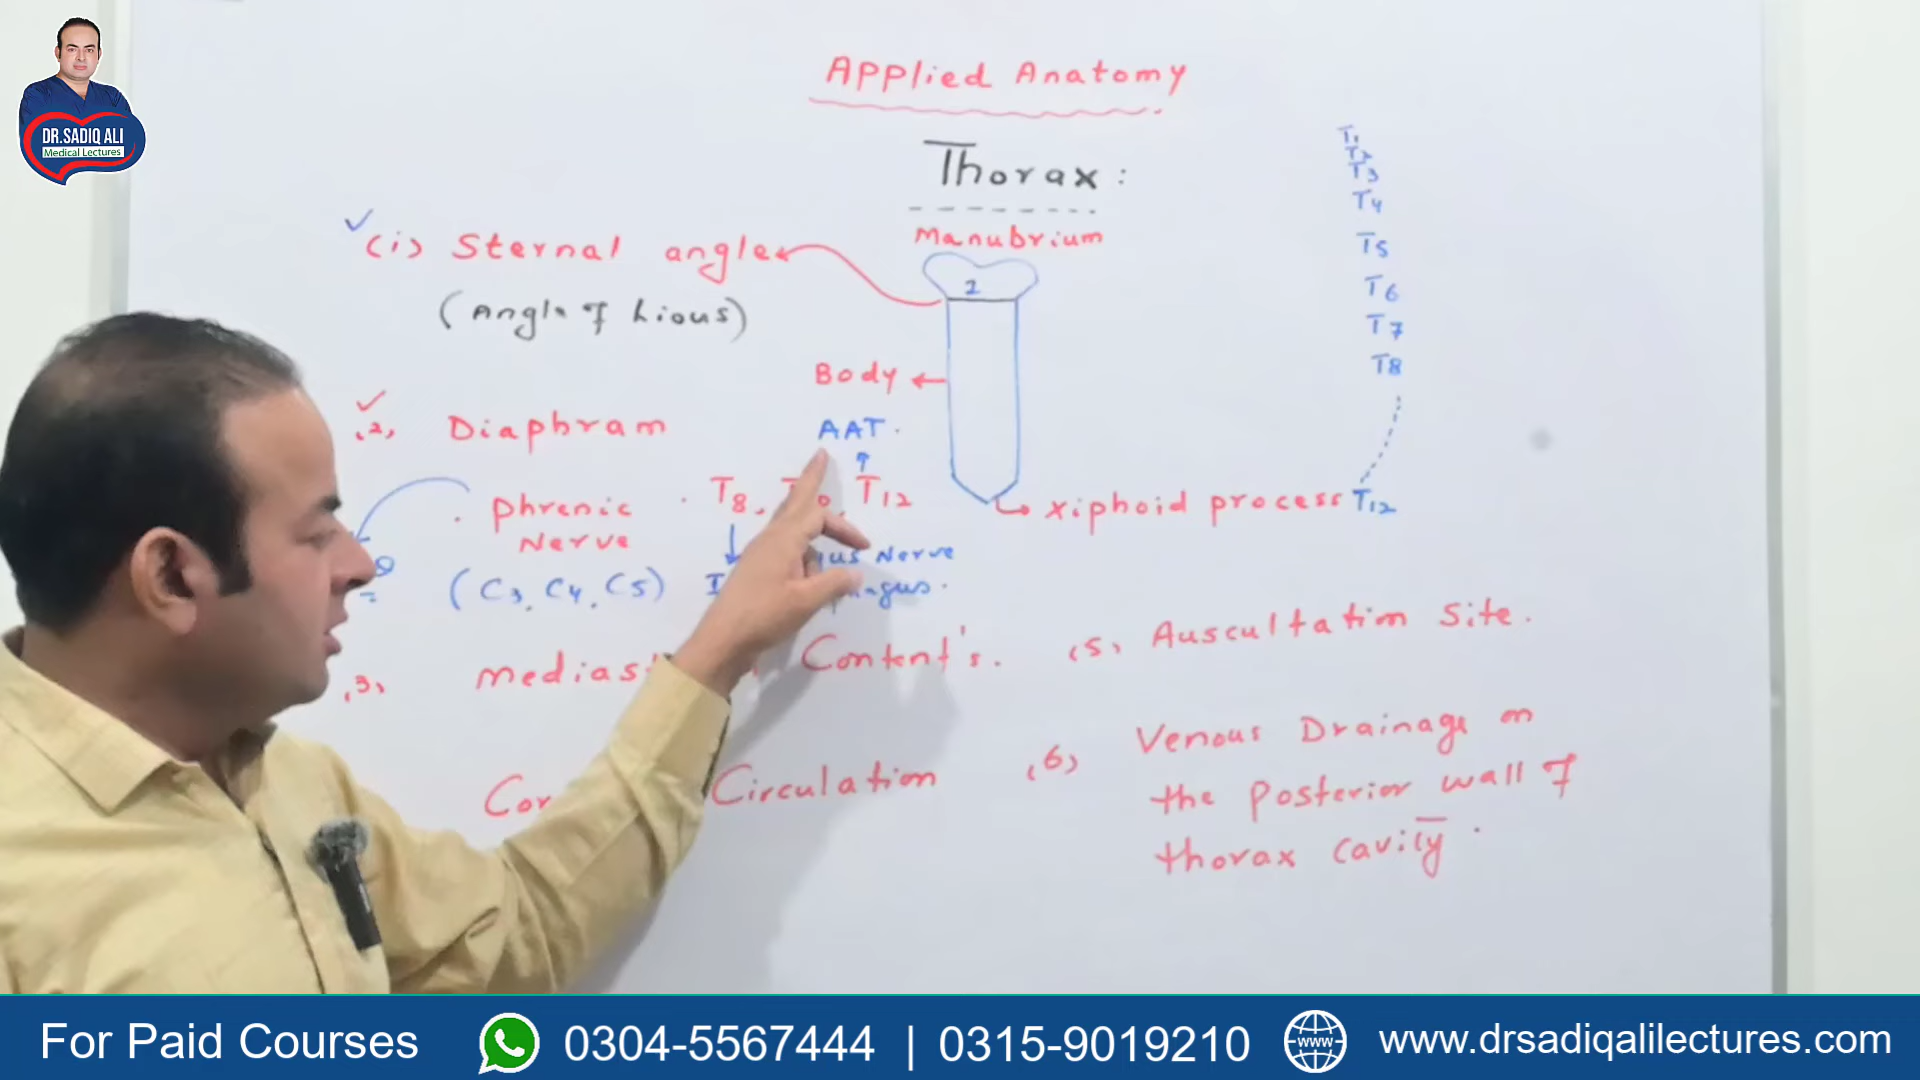 DR.SADIQ ALI
Medical Lectures
Applied Anatomy
Thorax:
Manubrium
(i) Sternal angle
(Angle of Lious)
1
Body
AAT.
(2) Diaphram
. Phrenic
Nerve
(C3, C4, C5)
. T8, T12
Nerve
xiphoid process
T1
T2
T3
T4
T5
T6
T7
T8
T12
(3)
Content's.
Circulation
(5) Auscultation Site.
(6) Venous Drainage on
the posterior wall of
thorax cavity.
For Paid Courses 0304-5567444 | 0315-9019210 www www.drsadiqalilectures.com